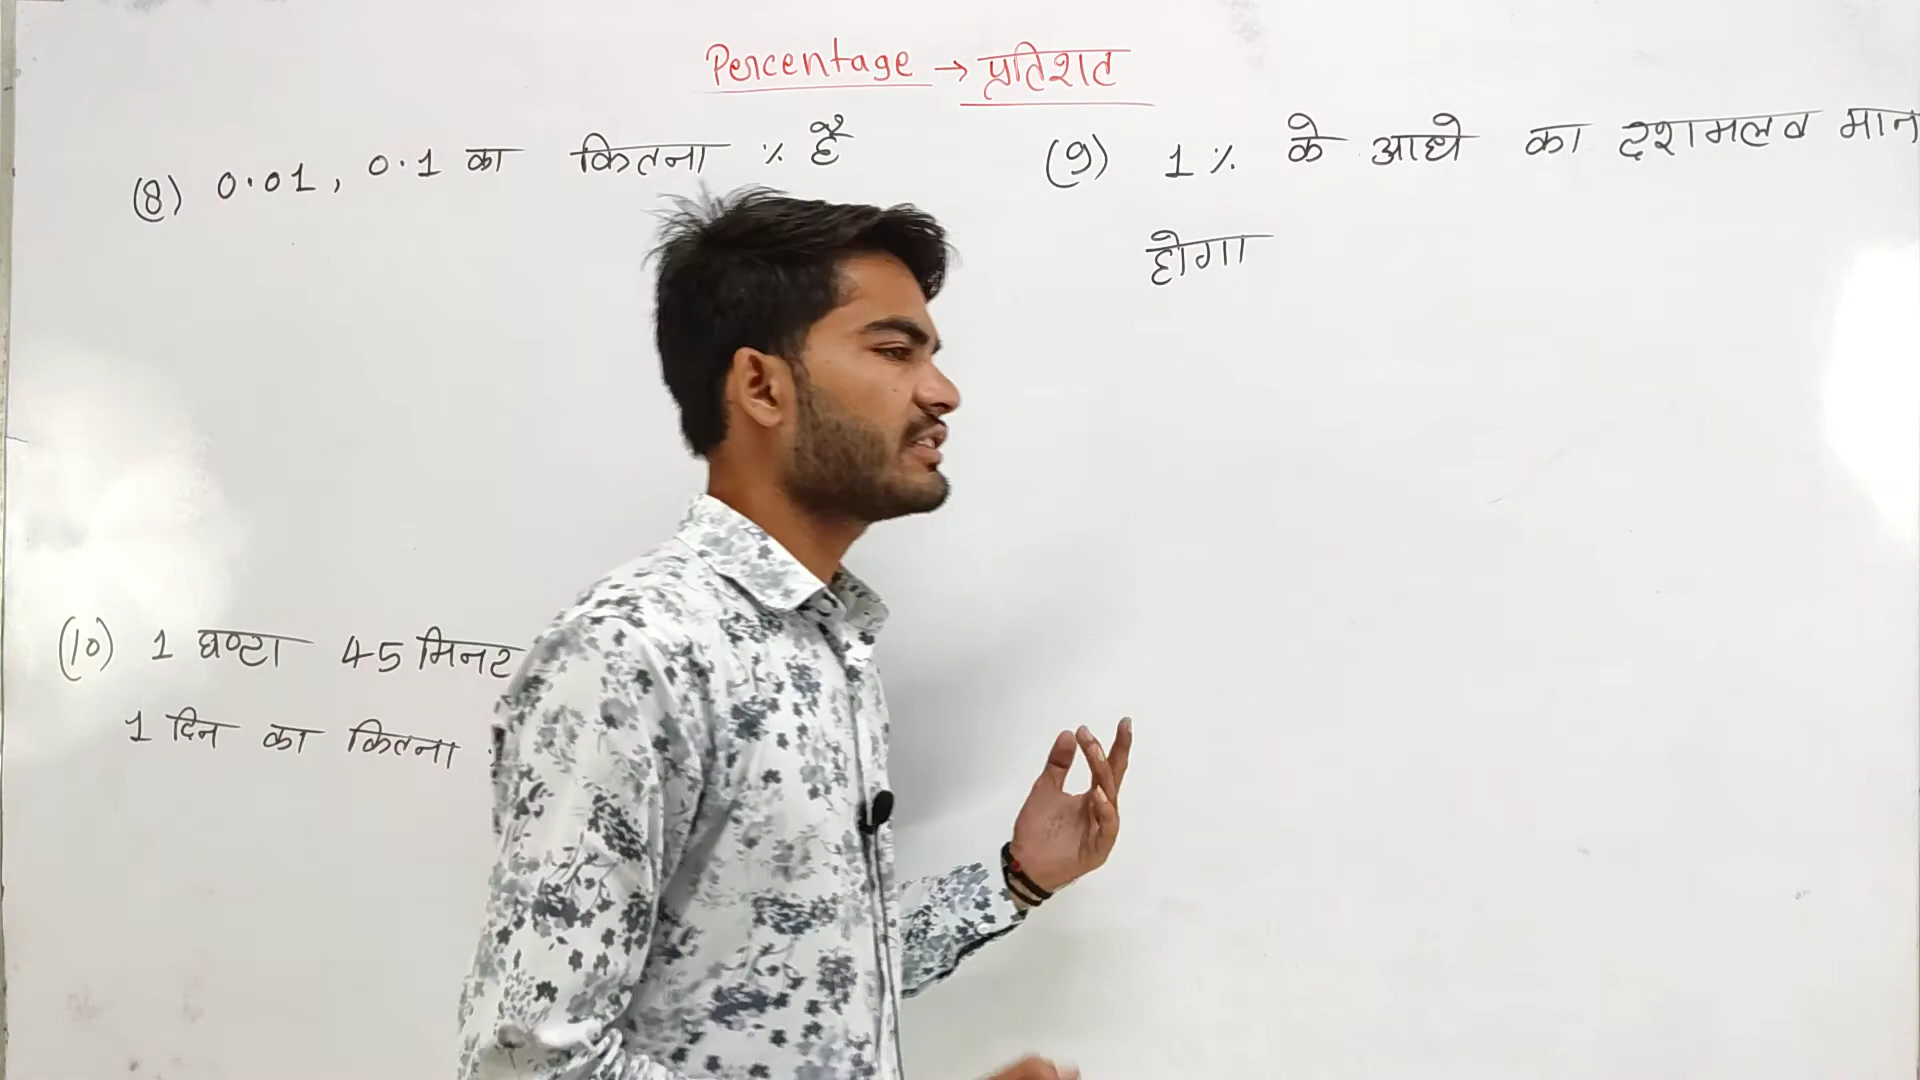 Percentage → प्रतिशत
(8) 0.01, 0.1 का कितना % है
(9) 1% के आधे का दशमलव मान
होगा
(10) 1 घण्टा 45 मिनट
1 दिन का कितना